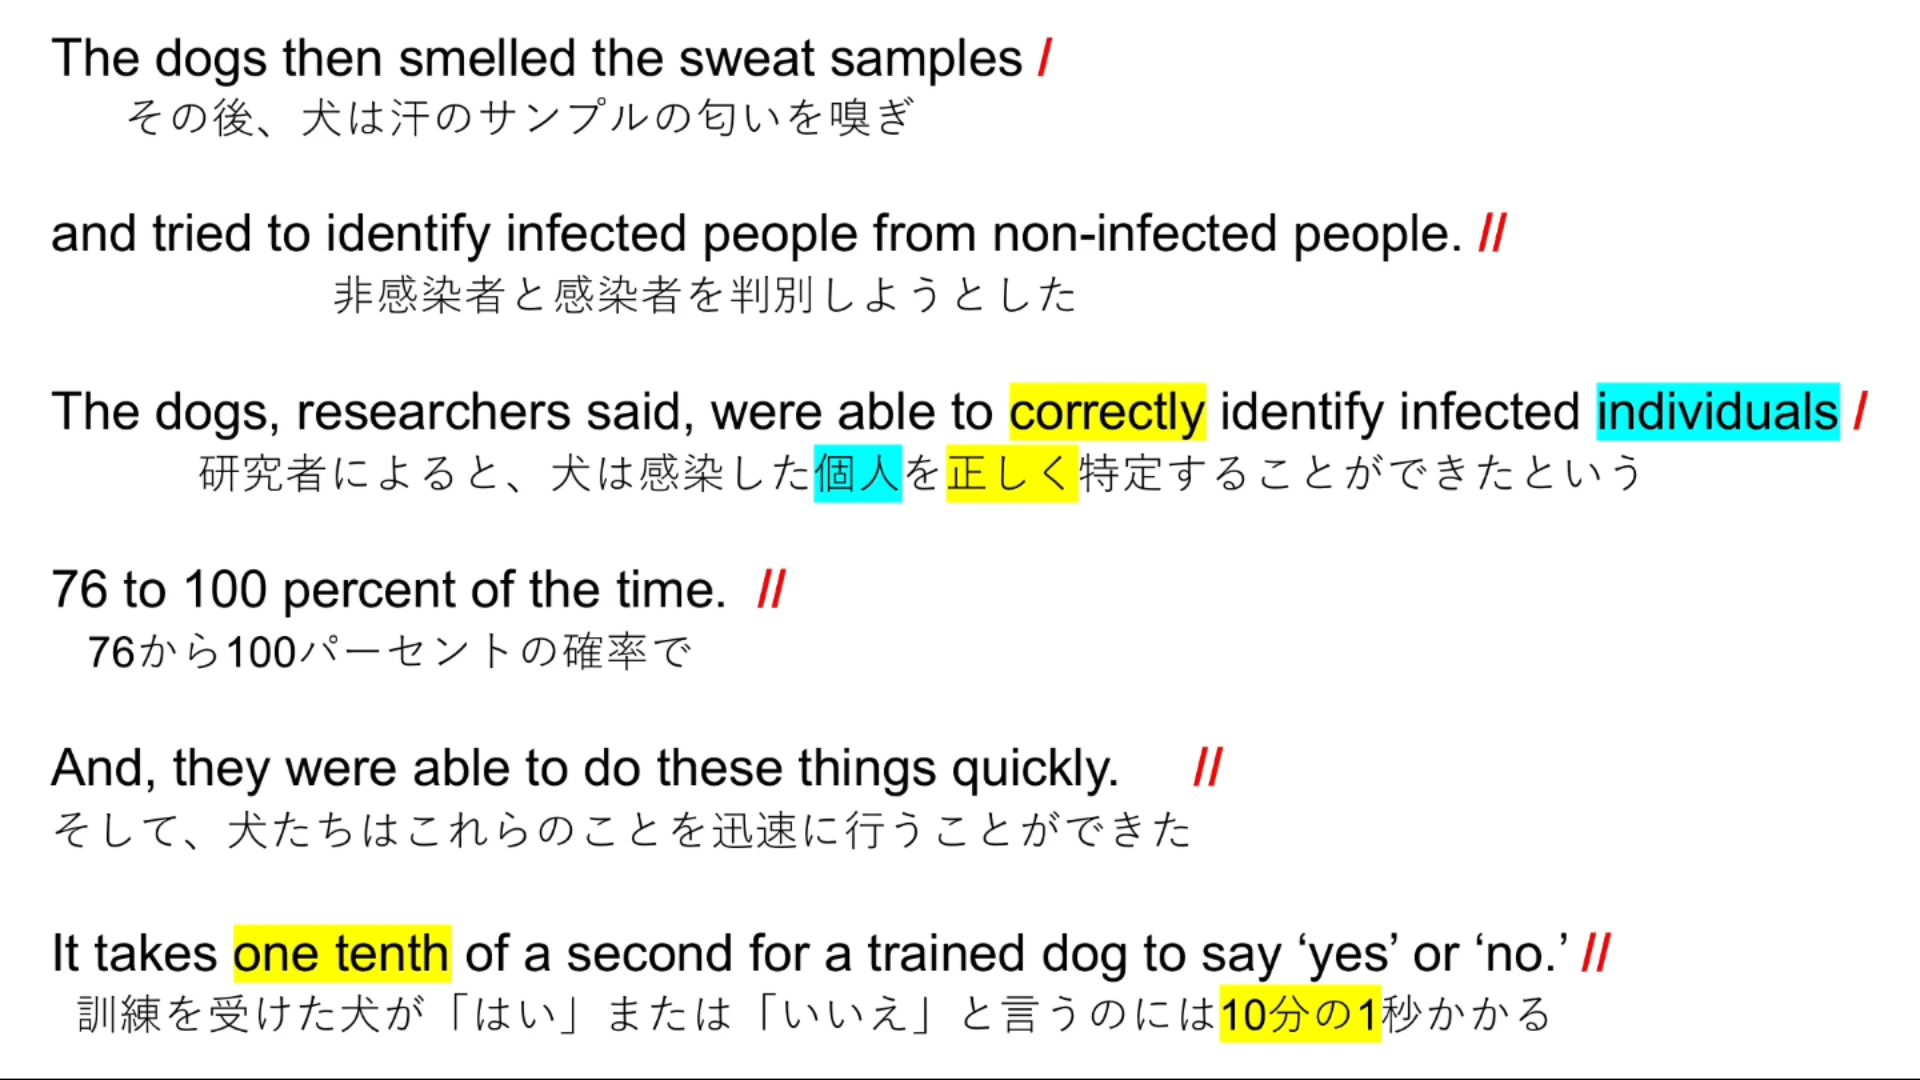 The dogs then smelled the sweat samples /
その後、犬は汗のサンプルの匂いを嗅ぎ
and tried to identify infected people from non-infected people. //
非感染者と感染者を判別しようとした
The dogs, researchers said, were able to correctly identify infected individuals /
研究者によると、犬は感染した個人を正しく特定することができたという
76 to 100 percent of the time. //
76から100パーセントの確率で
And, they were able to do these things quickly. //
そして、犬たちはこれらのことを迅速に行うことができた
It takes one tenth of a second for a trained dog to say ‘yes’ or ‘no.’ //
訓練を受けた犬が「はい」または「いいえ」と言うのには10分の1秒かかる